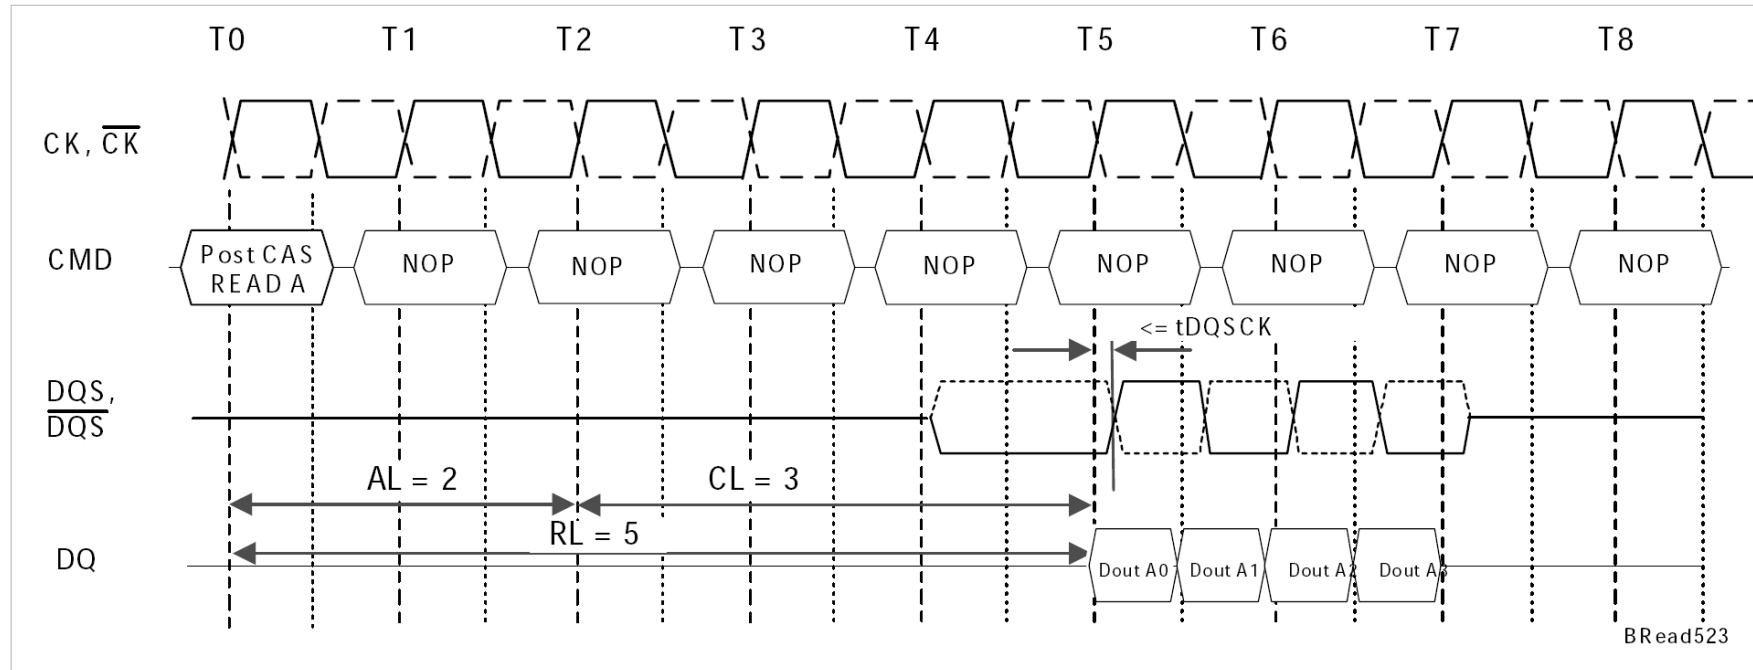 T0 T1 T2 T3 T4 T5 T6 T7 T8
CK, CK
CMD
Post CAS
READ A
NOP NOP NOP NOP NOP NOP NOP NOP
<= tDQSCK
DQS,
DQS
AL = 2
CL = 3
RL = 5
DQ
Dout A0 Dout A1 Dout A2 Dout A3
BRead523